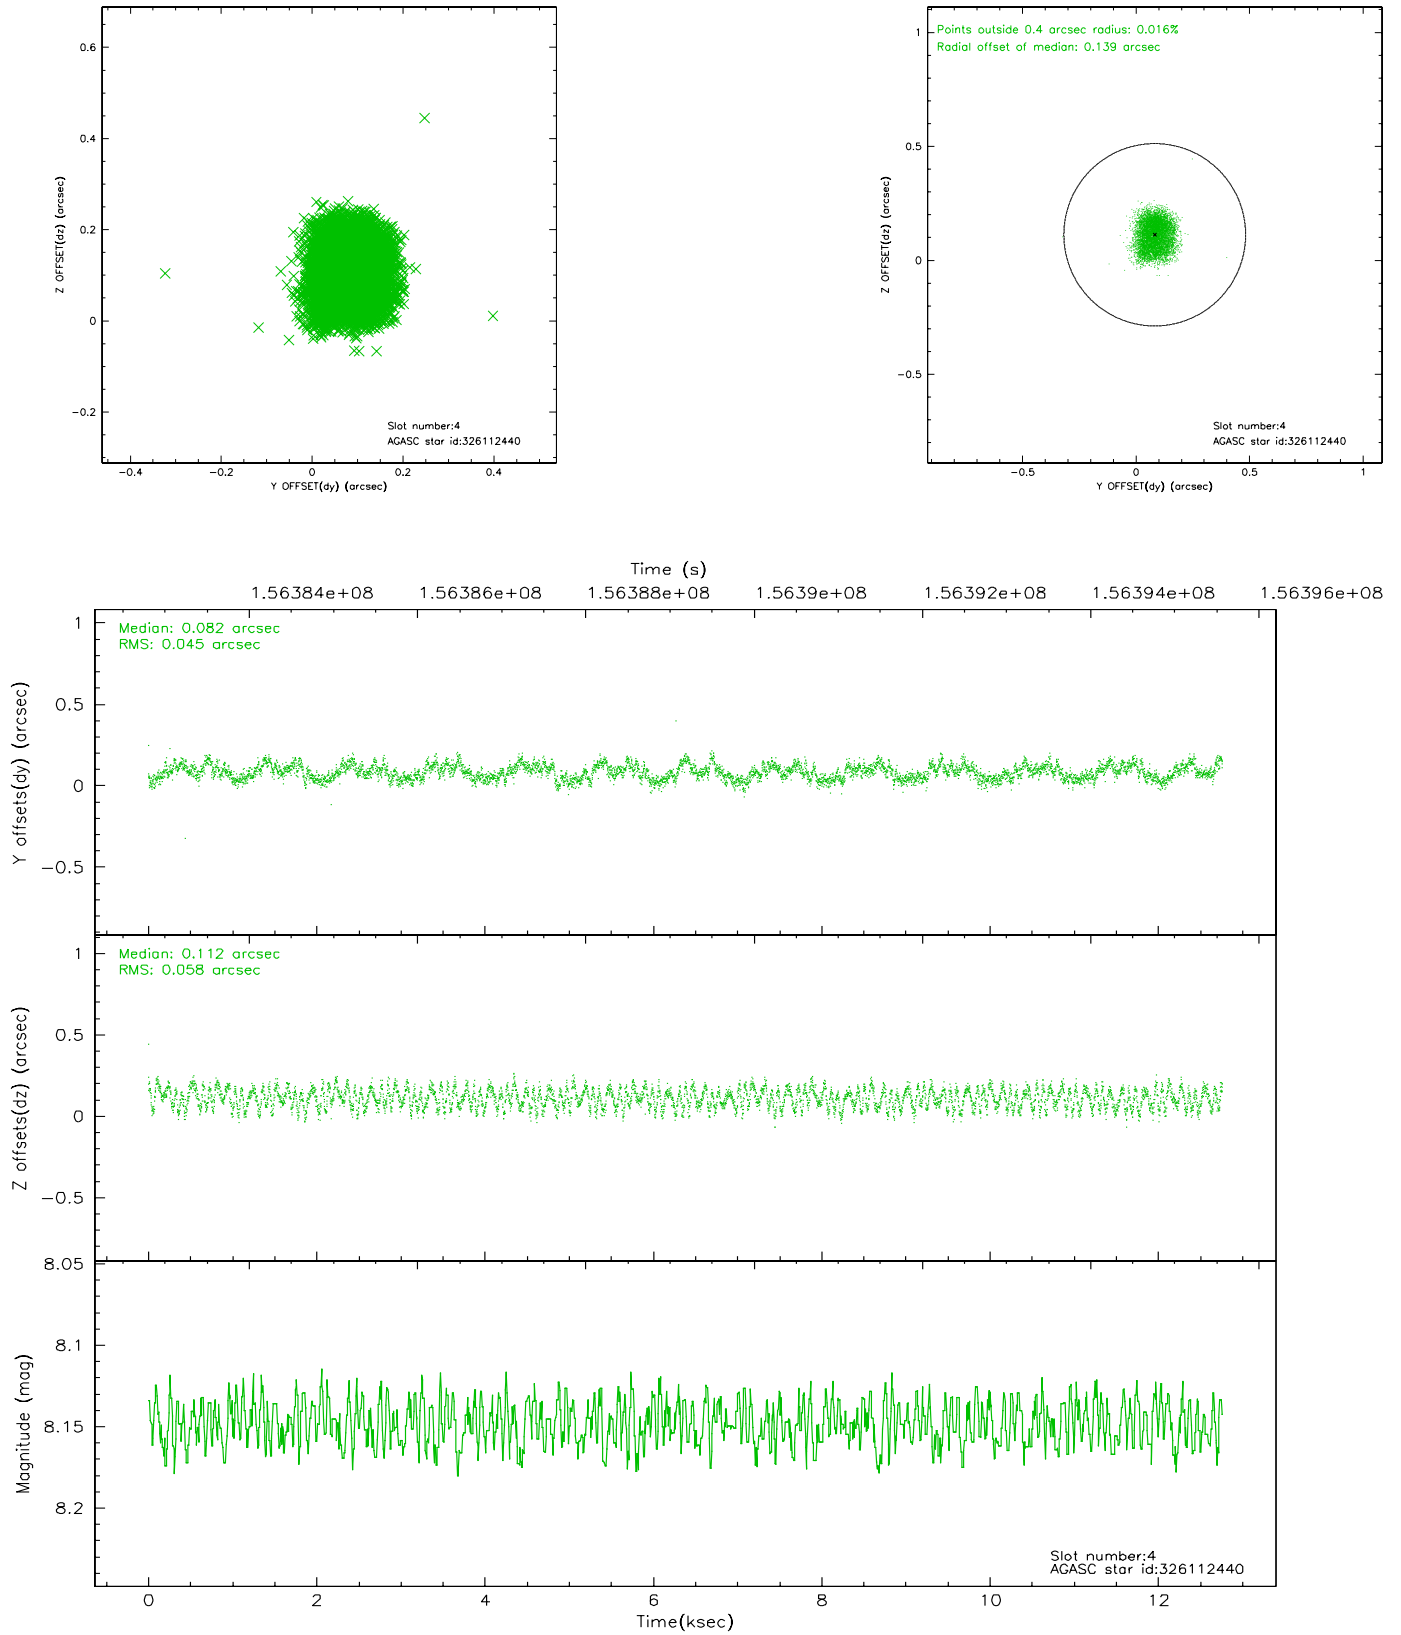 0.6
0.4
0.2
0
−0.2
Z OFFSET(dz) (arcsec)
Slot number:4
AGASC star id:326112440
−0.4 −0.2 0 0.2 0.4
Y OFFSET(dy) (arcsec)
Points outside 0.4 arcsec radius: 0.016%
Radial offset of median: 0.139 arcsec
1
0.5
0
−0.5
Z OFFSET(dz) (arcsec)
Slot number:4
AGASC star id:326112440
−0.5 0 0.5 1
Y OFFSET(dy) (arcsec)
Time (s)
1.56384e+08 1.56386e+08 1.56388e+08 1.5639e+08 1.56392e+08 1.56394e+08 1.56396e+08
Median: 0.082 arcsec
RMS: 0.045 arcsec
1
0.5
0
−0.5
Y offsets(dy) (arcsec)
Median: 0.112 arcsec
RMS: 0.058 arcsec
1
0.5
0
−0.5
Z offsets(dz) (arcsec)
8.05
8.1
8.15
8.2
Magnitude (mag)
Slot number:4
AGASC star id:326112440
0 2 4 6 8 10 12
Time(ksec)